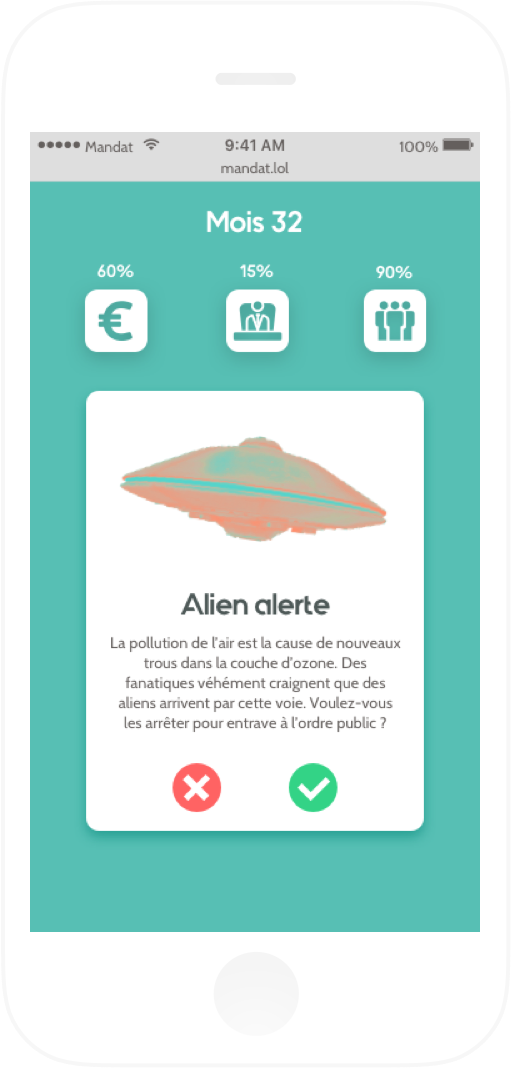 Mandat 9:41 AM 100%
mandat.lol
Mois 32
60% 15% 90%
€
Alien alerte
La pollution de l'air est la cause de nouveaux
trous dans la couche d'ozone. Des
fanatiques véhément craignent que des
aliens arrivent par cette voie. Voulez-vous
les arrêter pour entrave à l'ordre public ?